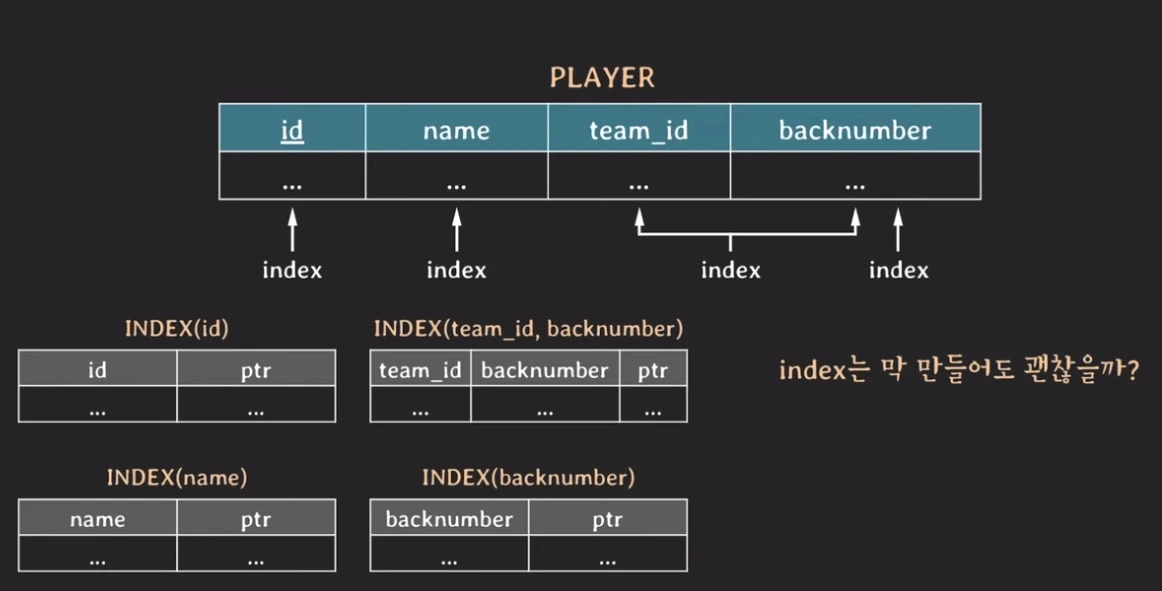 PLAYER
id name team_id backnumber
... ... ... ...
index index index index
INDEX(id) INDEX(team_id, backnumber)
id ptr team_id backnumber ptr
... ... ... ... ...
index는 막 만들어도 괜찮을까?
INDEX(name) INDEX(backnumber)
name ptr backnumber ptr
... ... ... ...